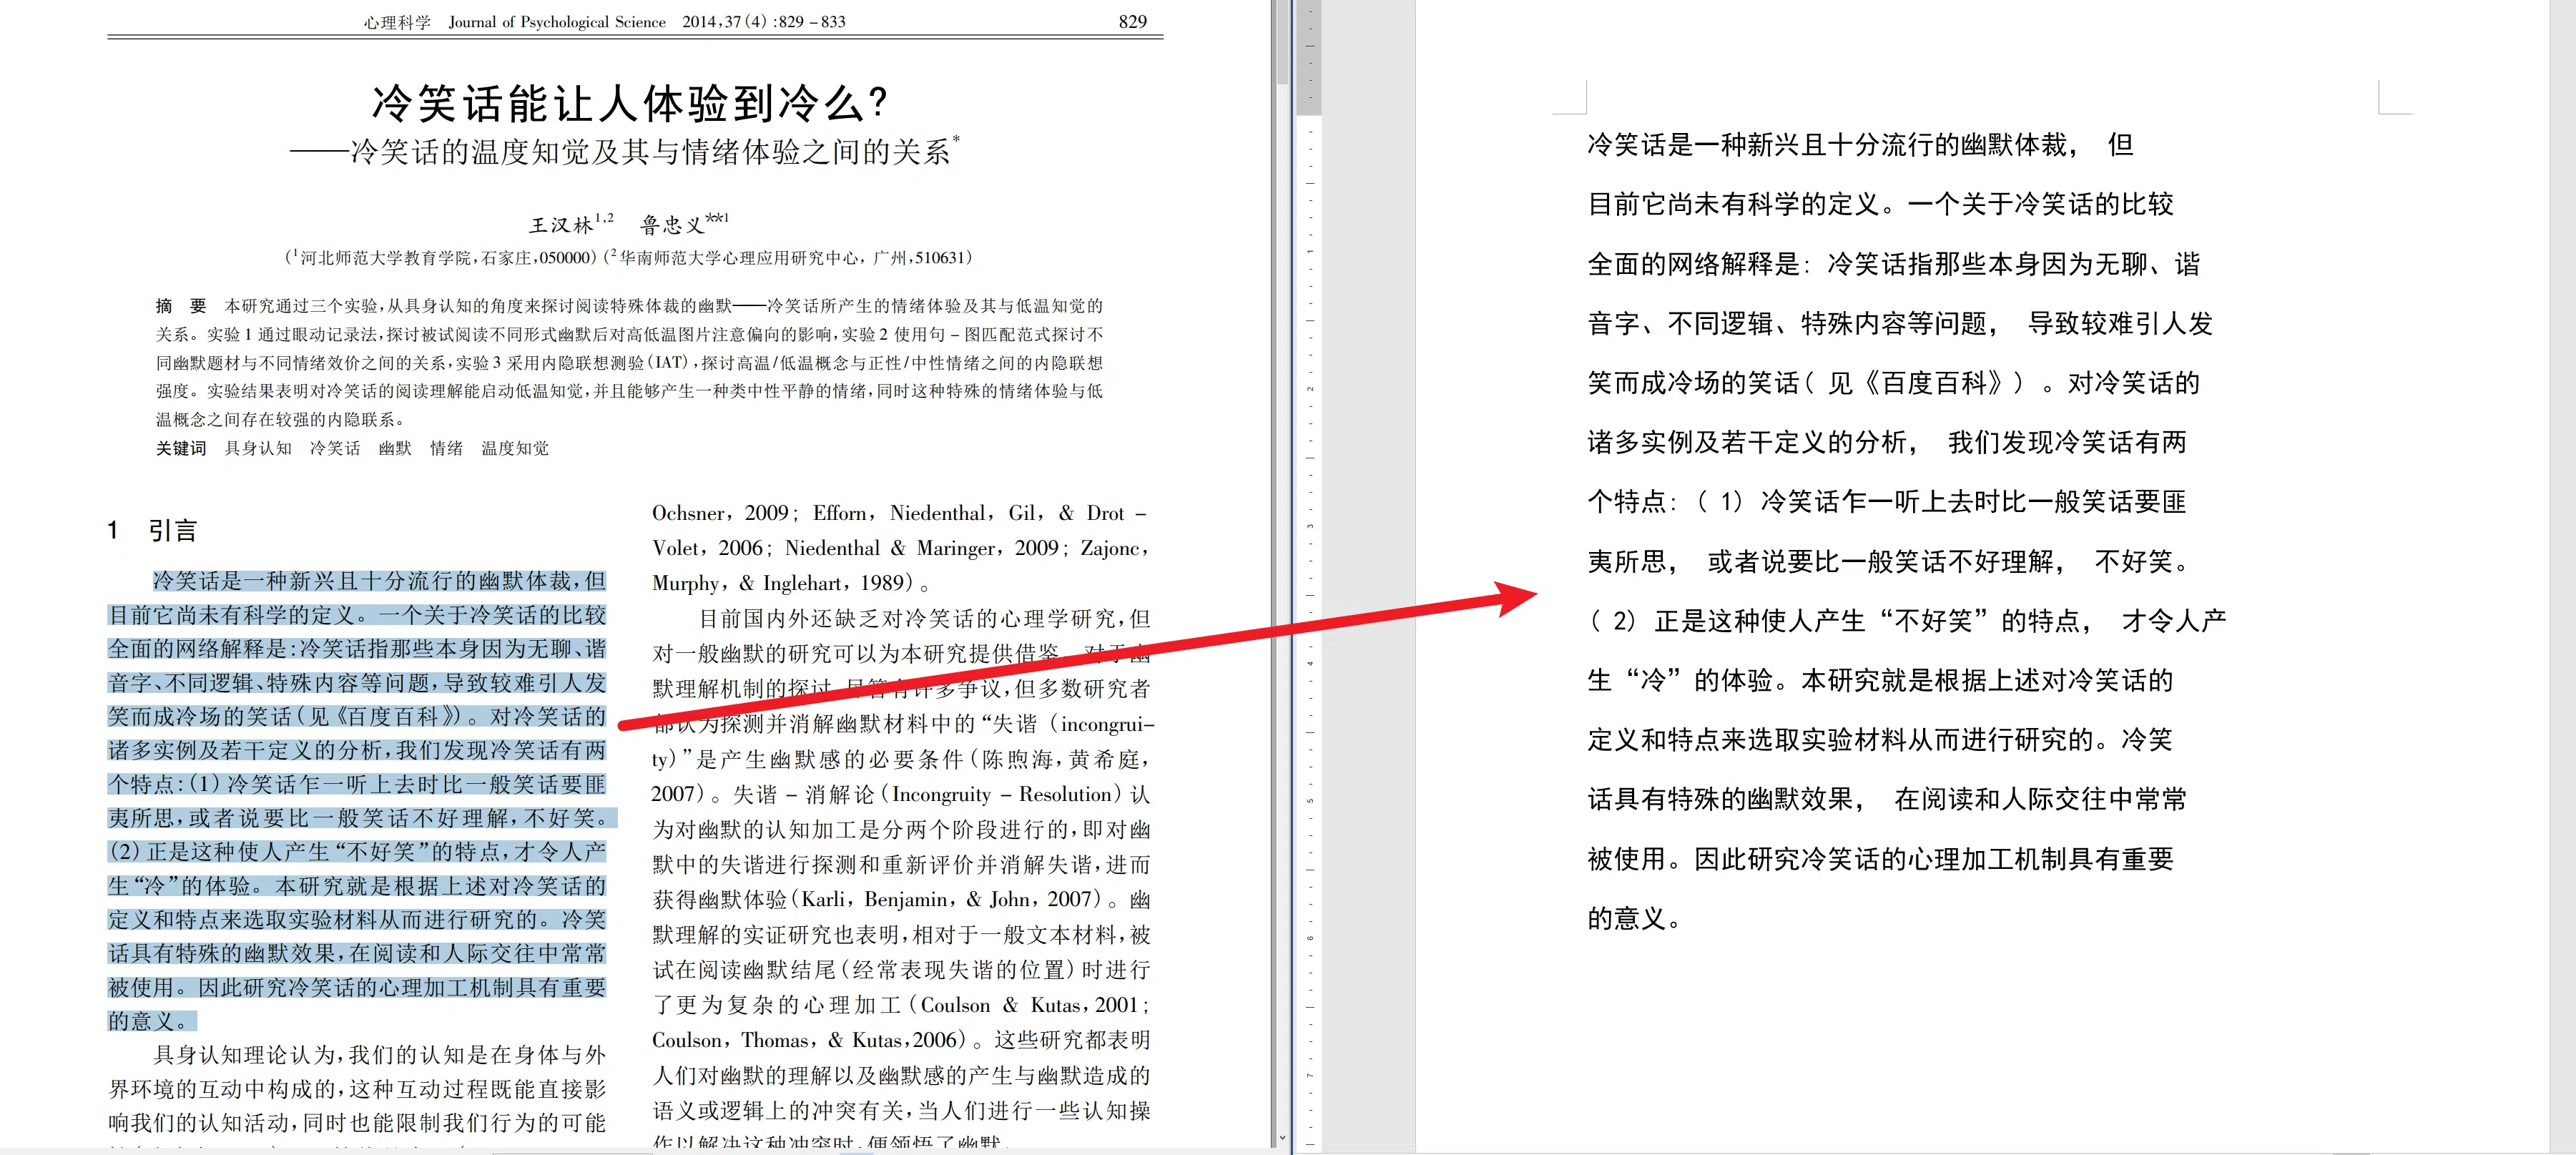 心理科学 Journal of Psychological Science 2014,37(4):829-833 829
冷笑话能让人体验到冷么?
——冷笑话的温度知觉及其与情绪体验之间的关系*
王汉林1,2 鲁忠义**1
(1河北师范大学教育学院,石家庄,050000)(2华南师范大学心理应用研究中心,广州,510631)
摘 要 本研究通过三个实验,从具身认知的角度来探讨阅读特殊体裁的幽默——冷笑话所产生的情绪体验及其与低温知觉的
关系。实验1通过眼动记录法,探讨被试阅读不同形式幽默后对高低温图片注意偏向的影响,实验2使用句-图匹配范式探讨不
同幽默题材与不同情绪效价之间的关系,实验3采用内隐联想测验(IAT),探讨高温/低温概念与正性/中性情绪之间的内隐联想
强度。实验结果表明对冷笑话的阅读理解能启动低温知觉,并且能够产生一种类中性平静的情绪,同时这种特殊的情绪体验与低
温概念之间存在较强的内隐联系。
关键词 具身认知 冷笑话 幽默 情绪 温度知觉
1 引言
冷笑话是一种新兴且十分流行的幽默体裁,但
目前它尚未有科学的定义。一个关于冷笑话的比较
全面的网络解释是:冷笑话指那些本身因为无聊、谐
音字、不同逻辑、特殊内容等问题,导致较难引人发
笑而成冷场的笑话(见《百度百科》)。对冷笑话的
诸多实例及若干定义的分析,我们发现冷笑话有两
个特点:(1)冷笑话乍一听上去时比一般笑话要匪
夷所思,或者说要比一般笑话不好理解,不好笑。
(2)正是这种使人产生“不好笑”的特点,才令人产
生“冷”的体验。本研究就是根据上述对冷笑话的
定义和特点来选取实验材料从而进行研究的。冷笑
话具有特殊的幽默效果,在阅读和人际交往中常常
被使用。因此研究冷笑话的心理加工机制具有重要
的意义。
具身认知理论认为,我们的认知是在身体与外
界环境的互动中构成的,这种互动过程既能直接影
响我们的认知活动,同时也能限制我们行为的可能
Ochsner, 2009; Efforn, Niedenthal, Gil, & Drot -
Volet, 2006; Niedenthal & Maringer, 2009; Zajonc,
Murphy, & Inglehart, 1989)。
目前国内外还缺乏对冷笑话的心理学研究,但
对一般幽默的研究可以为本研究提供借鉴。对于幽
默理解机制的探讨,尽管有许多争议,但多数研究者
都认为探测并消解幽默材料中的“失谐(incongrui-
ty)”是产生幽默感的必要条件(陈煦海,黄希庭,
2007)。失谐-消解论(Incongruity - Resolution)认
为对幽默的认知加工是分两个阶段进行的,即对幽
默中的失谐进行探测和重新评价并消解失谐,进而
获得幽默体验(Karli, Benjamin, & John, 2007)。幽
默理解的实证研究也表明,相对于一般文本材料,被
试在阅读幽默结尾(经常表现失谐的位置)时进行
了更为复杂的心理加工(Coulson & Kutas,2001;
Coulson, Thomas, & Kutas,2006)。这些研究都表明
人们对幽默的理解以及幽默感的产生与幽默造成的
语义或逻辑上的冲突有关,当人们进行一些认知操
作以解决这种冲突时,便领悟了幽默。
1
2
3
4
5
6
7
冷笑话是一种新兴且十分流行的幽默体裁, 但
目前它尚未有科学的定义。一个关于冷笑话的比较
全面的网络解释是: 冷笑话指那些本身因为无聊、谐
音字、不同逻辑、特殊内容等问题, 导致较难引人发
笑而成冷场的笑话( 见《百度百科》) 。对冷笑话的
诸多实例及若干定义的分析, 我们发现冷笑话有两
个特点: ( 1) 冷笑话乍一听上去时比一般笑话要匪
夷所思, 或者说要比一般笑话不好理解, 不好笑。
( 2) 正是这种使人产生“不好笑”的特点, 才令人产
生“冷”的体验。本研究就是根据上述对冷笑话的
定义和特点来选取实验材料从而进行研究的。冷笑
话具有特殊的幽默效果, 在阅读和人际交往中常常
被使用。因此研究冷笑话的心理加工机制具有重要
的意义。